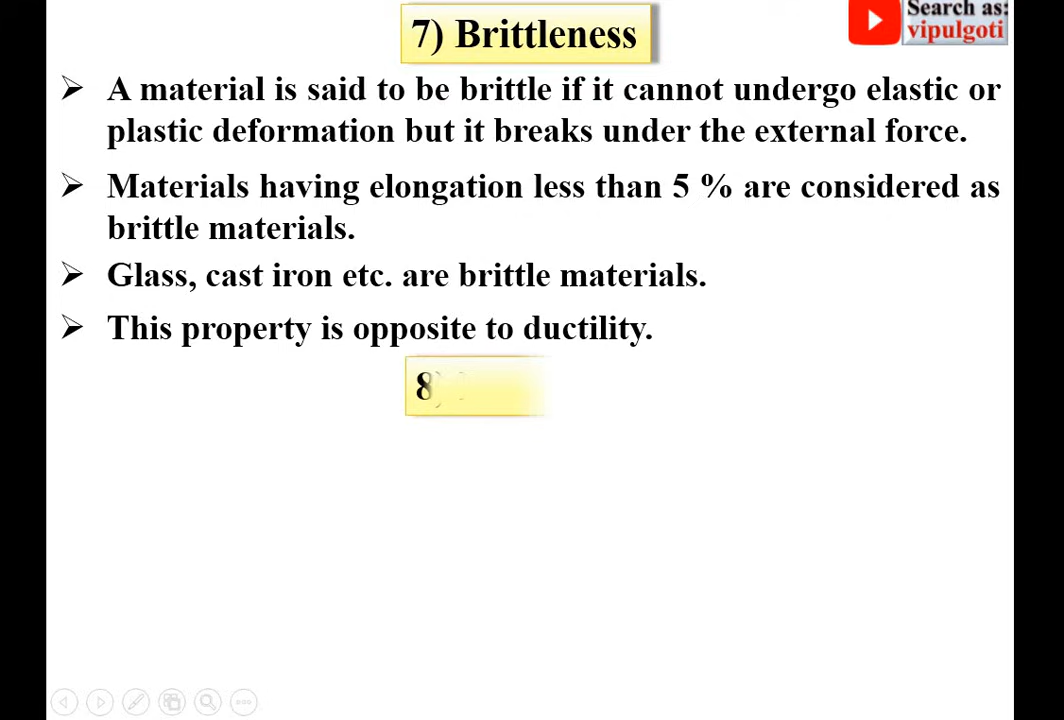 7) Brittleness
Search as:
vipulgoti
➢ A material is said to be brittle if it cannot undergo elastic or
plastic deformation but it breaks under the external force.
➢ Materials having elongation less than 5 % are considered as
brittle materials.
➢ Glass, cast iron etc. are brittle materials.
➢ This property is opposite to ductility.
8)